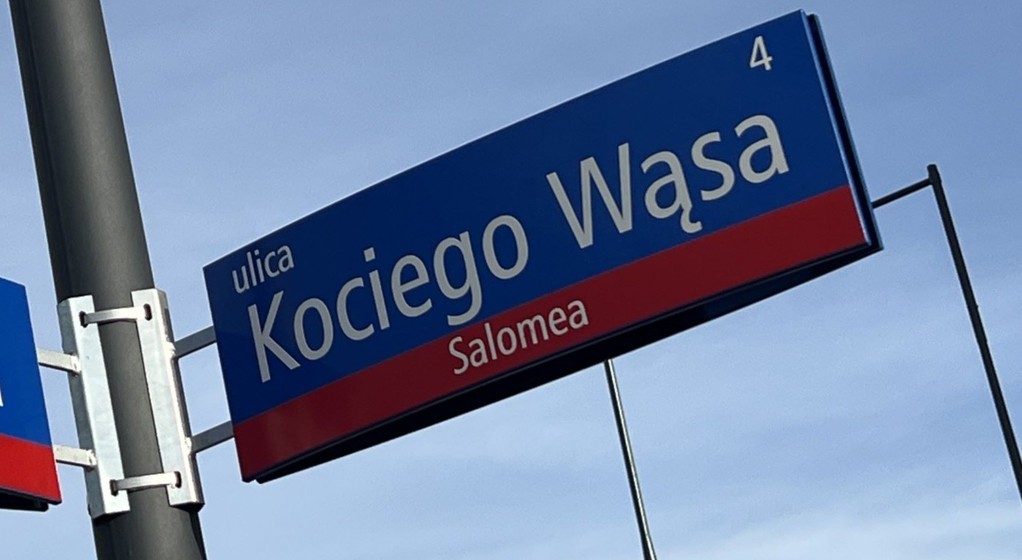 4
ulica
Kociego Wąsa
Salomea